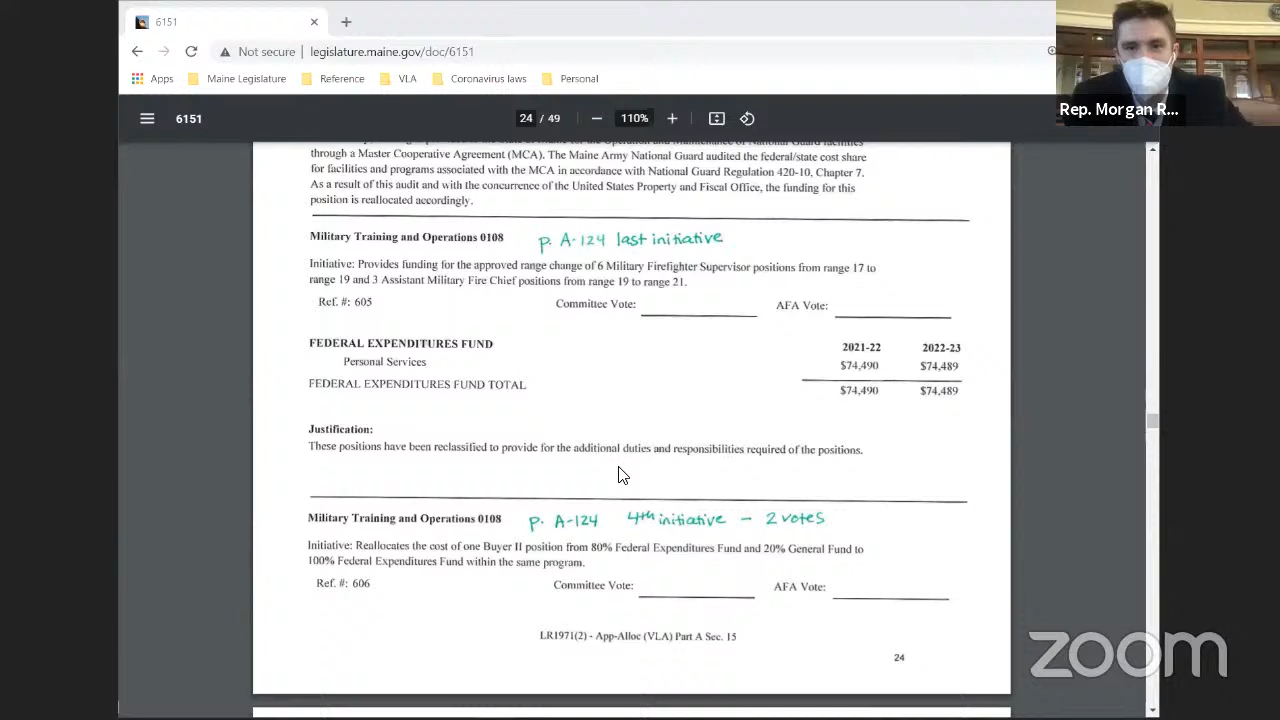 6151
Not secure legislature.maine.gov/doc/6151
Apps Maine Legislature Reference VLA Coronavirus laws Personal
Rep. Morgan R...
6151 24 / 49 110%
through a Master Cooperative Agreement (MCA). The Maine Army National Guard audited the federal/state cost share
for facilities and programs associated with the MCA in accordance with National Guard Regulation 420-10, Chapter 7.
As a result of this audit and with the concurrence of the United States Property and Fiscal Office, the funding for this
position is reallocated accordingly.
Military Training and Operations 0108 p. A-124 last initiative
Initiative: Provides funding for the approved range change of 6 Military Firefighter Supervisor positions from range 17 to
range 19 and 3 Assistant Military Fire Chief positions from range 19 to range 21.
Ref. #: 605 Committee Vote: AFA Vote:
FEDERAL EXPENDITURES FUND 2021-22 2022-23
Personal Services $74,490 $74,489
FEDERAL EXPENDITURES FUND TOTAL $74,490 $74,489
Justification:
These positions have been reclassified to provide for the additional duties and responsibilities required of the positions.
Military Training and Operations 0108 p. A-124 4th initiative - 2 votes
Initiative: Reallocates the cost of one Buyer II position from 80% Federal Expenditures Fund and 20% General Fund to
100% Federal Expenditures Fund within the same program.
Ref. #: 606 Committee Vote: AFA Vote:
LR1971(2) - App-Alloc (VLA) Part A Sec. 15
24
zoom